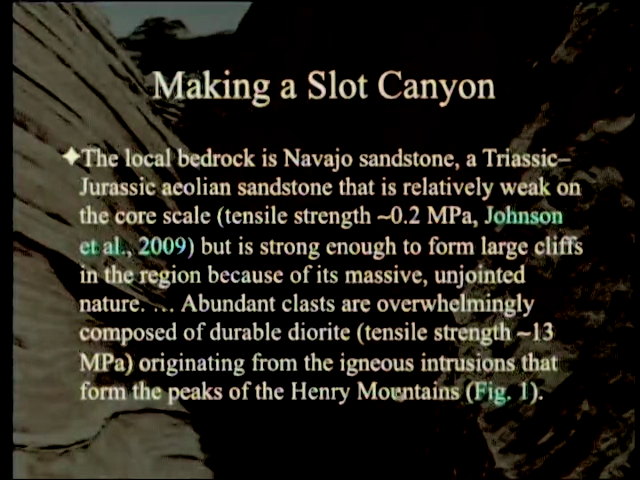 Making a Slot Canyon
✦The local bedrock is Navajo sandstone, a Triassic–
Jurassic aeolian sandstone that is relatively weak on
the core scale (tensile strength ~0.2 MPa, Johnson
et al., 2009) but is strong enough to form large cliffs
in the region because of its massive, unjointed
nature. … Abundant clasts are overwhelmingly
composed of durable diorite (tensile strength ~13
MPa) originating from the igneous intrusions that
form the peaks of the Henry Mountains (Fig. 1).